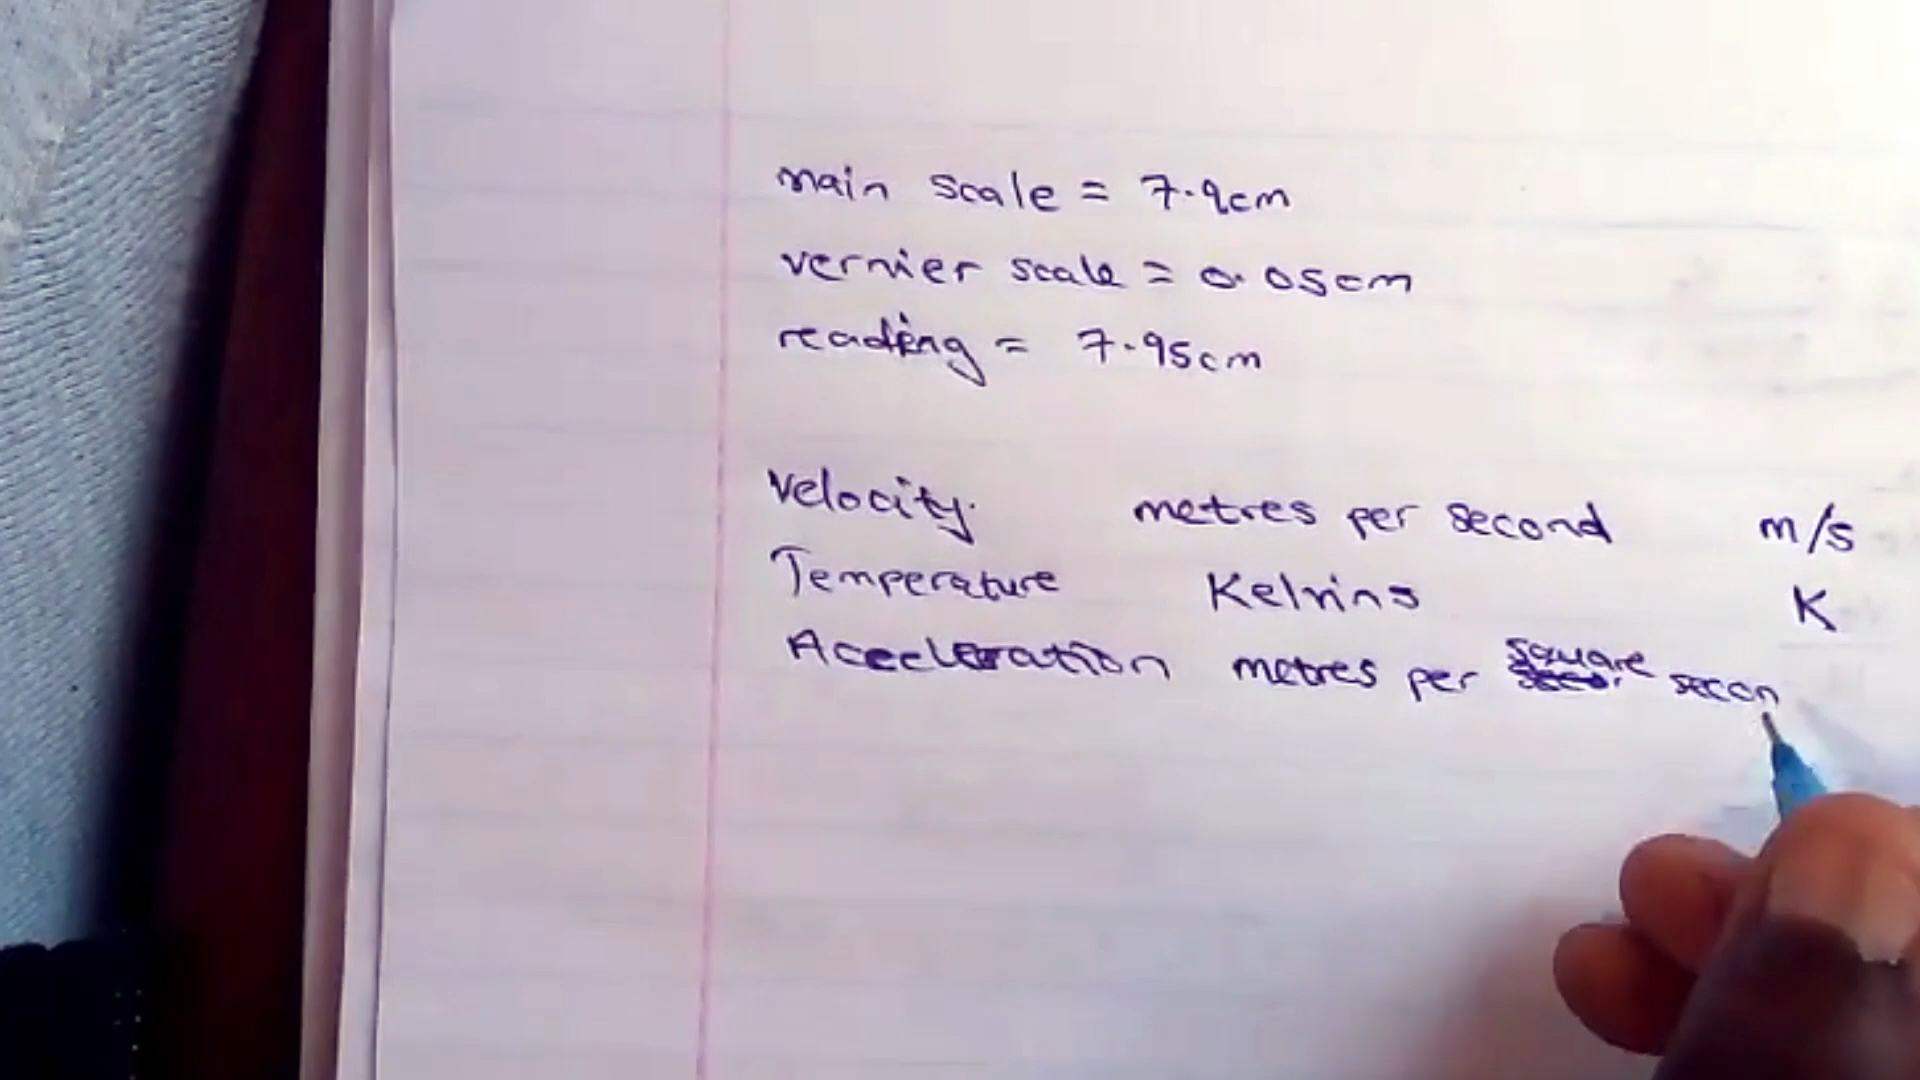 main scale = 7.9cm
vernier scale = 0.05cm
reading = 7.95cm
Velocity. metres per second m/s
Temperature Kelvins K
Acceleration metres per square secon